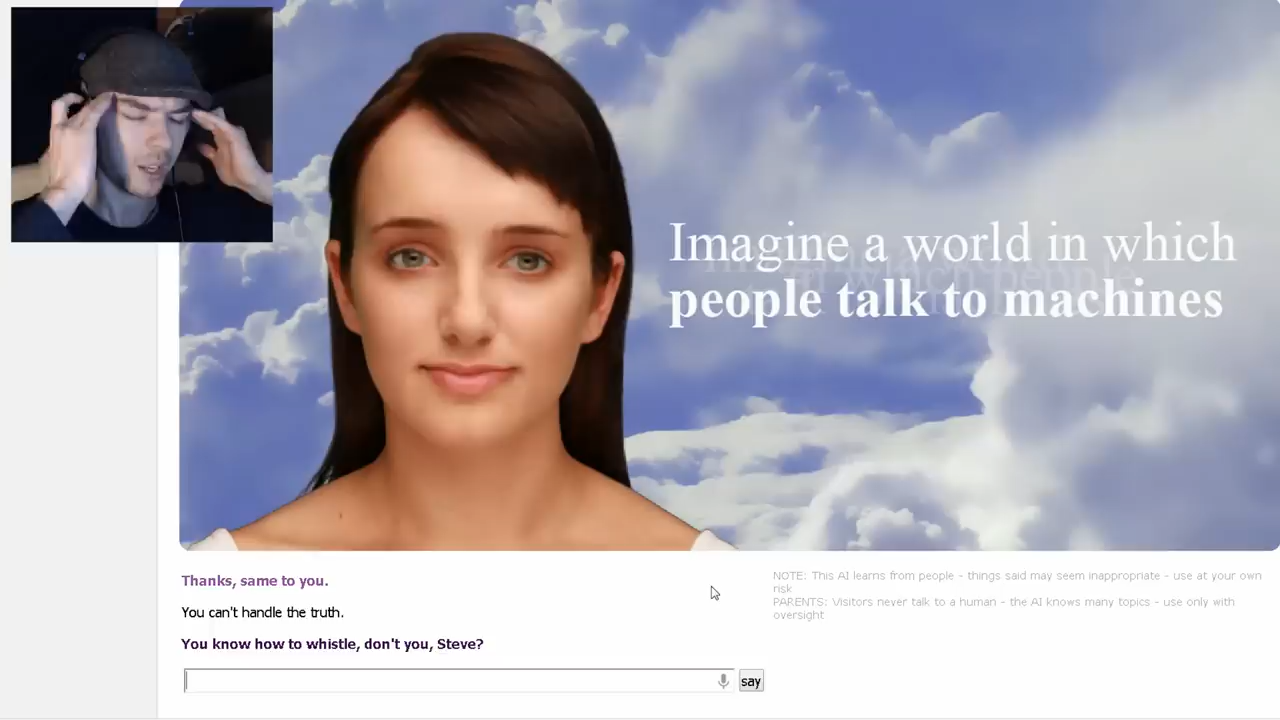 Imagine a world in which
people talk to machines
Thanks, same to you.
You can't handle the truth.
You know how to whistle, don't you, Steve?
say
NOTE: This AI learns from people - things said may seem inappropriate - use at your own
risk
PARENTS: Visitors never talk to a human - the AI knows many topics - use only with
oversight